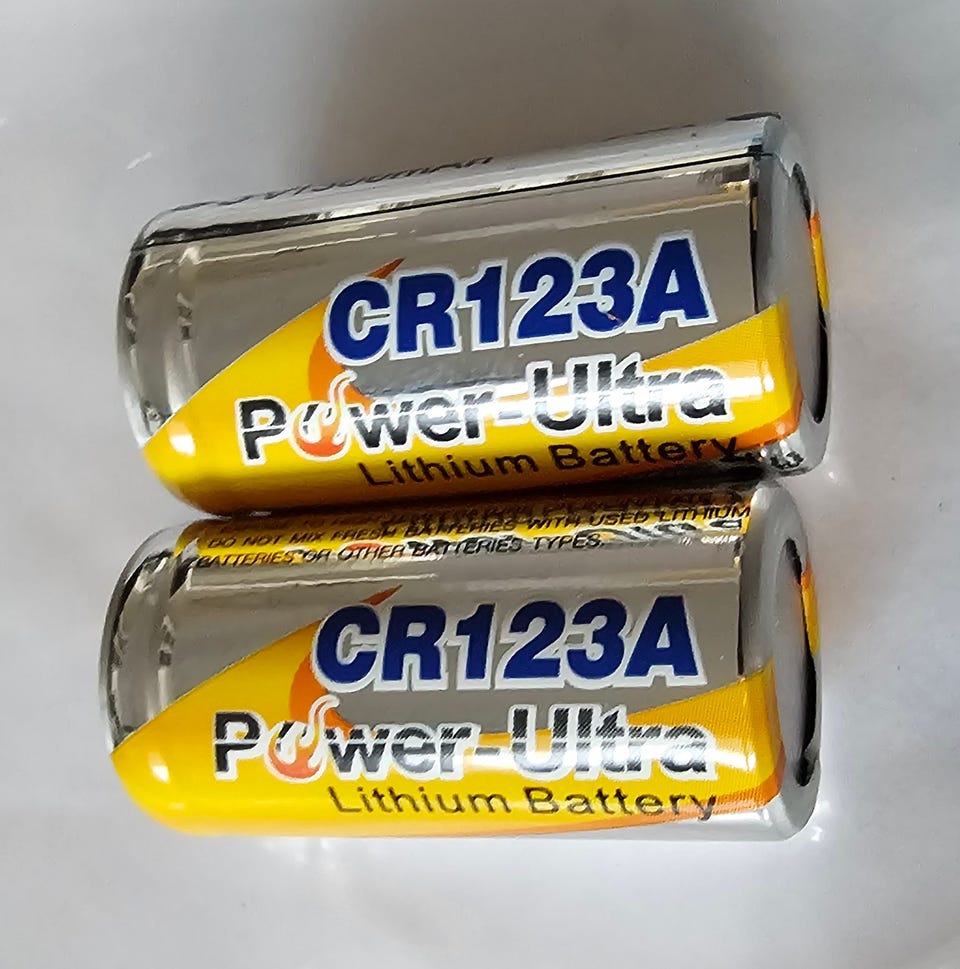 CR123A
Power-Ultra
Lithium Battery
DO NOT MIX FRESH BATTERIES WITH USED LITHIUM
BATTERIES OR OTHER BATTERIES TYPES.
CR123A
Power-Ultra
Lithium Battery